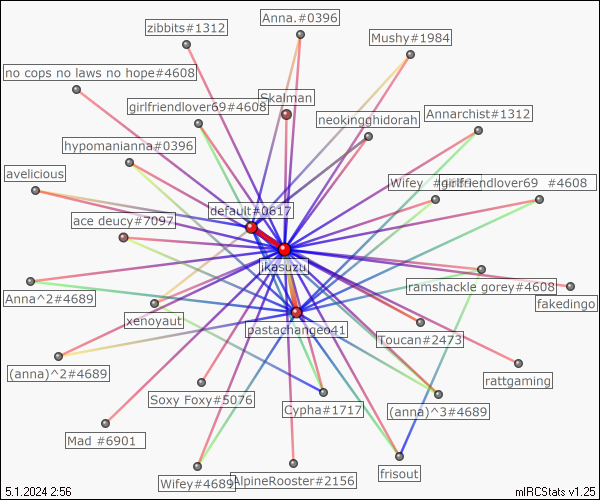 Anna.#0396
zibbits#1312
Mushy#1984
no cops no laws no hope#4608
Skalman
girlfriendlover69#4608
neokingghidorah
Annarchist#1312
hypomanianna#0396
avelicious
Wifey
girlfriendlover69 #4608
default#0617
ace deucy#7097
ikasuzu
Anna^2#4689
rainshackle gorey#4608
fakedingo
xenoyaut
pastachangeo41
Toucan#2473
(anna)^2#4689
rattgaming
Soxy Foxy#5076
Cypha#1717
(anna)^3#4689
Mad #6901
Wifey#4689
AlpineRooster#2156
frisout
5.1.2024 2:56
mIRCStats v1.25